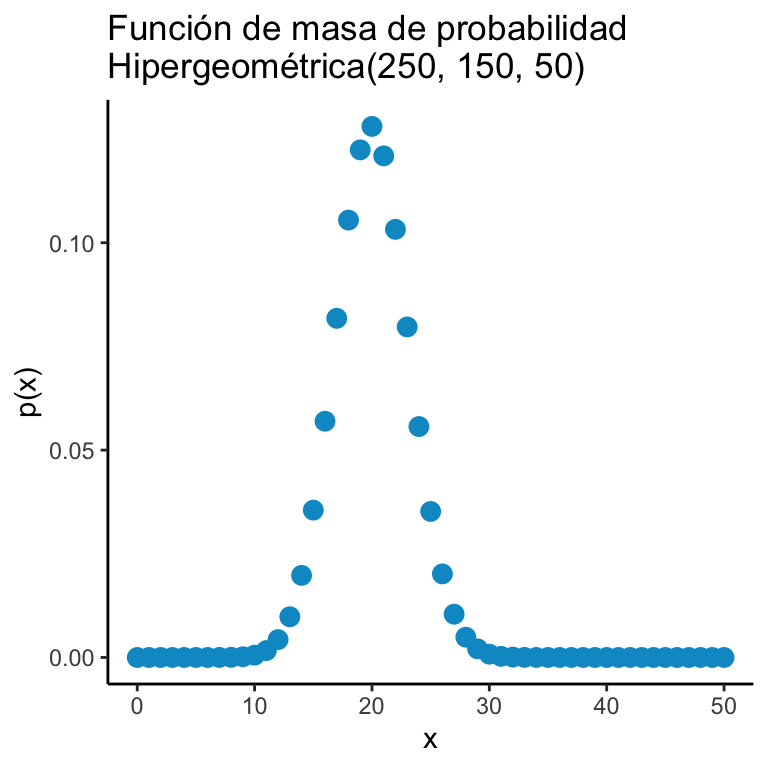 Función de masa de probabilidad
Hipergeométrica(250, 150, 50)
p(x)
0.10
0.05
0.00
0 10 20 30 40 50
x